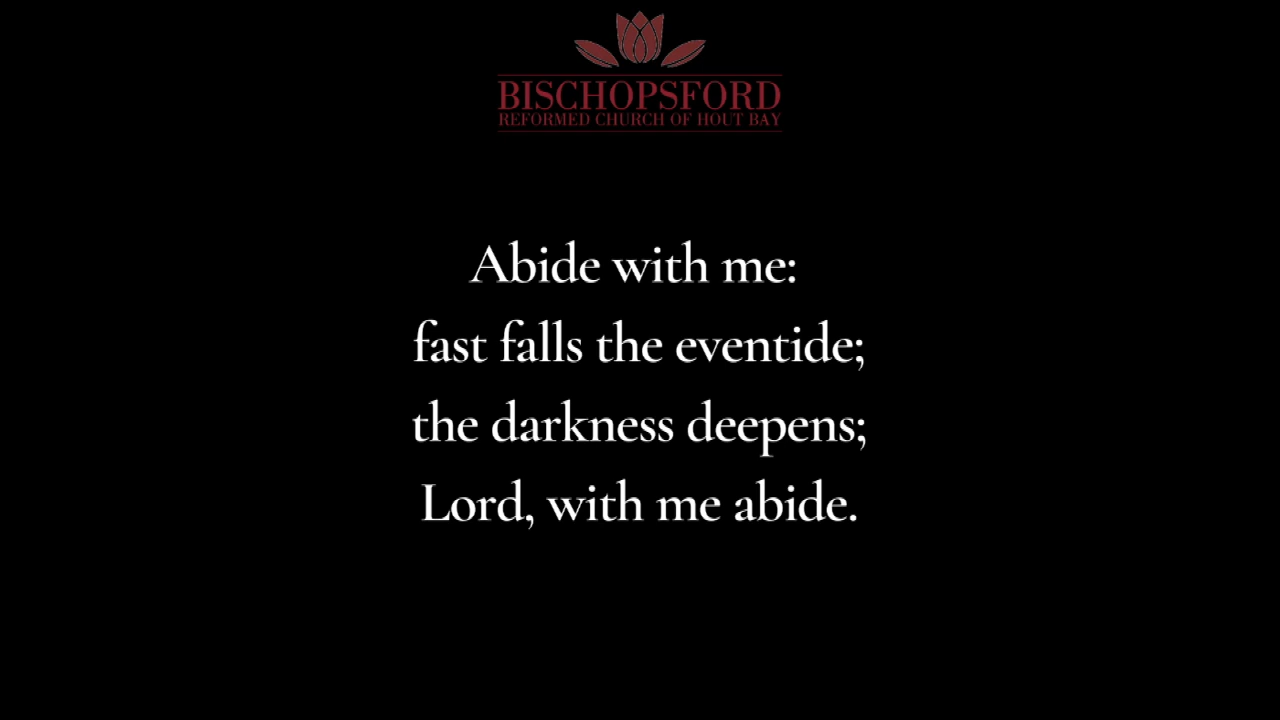 BISCHOPSFORD
REFORMED CHURCH OF HOUT BAY
Abide with me:
fast falls the eventide;
the darkness deepens;
Lord, with me abide.